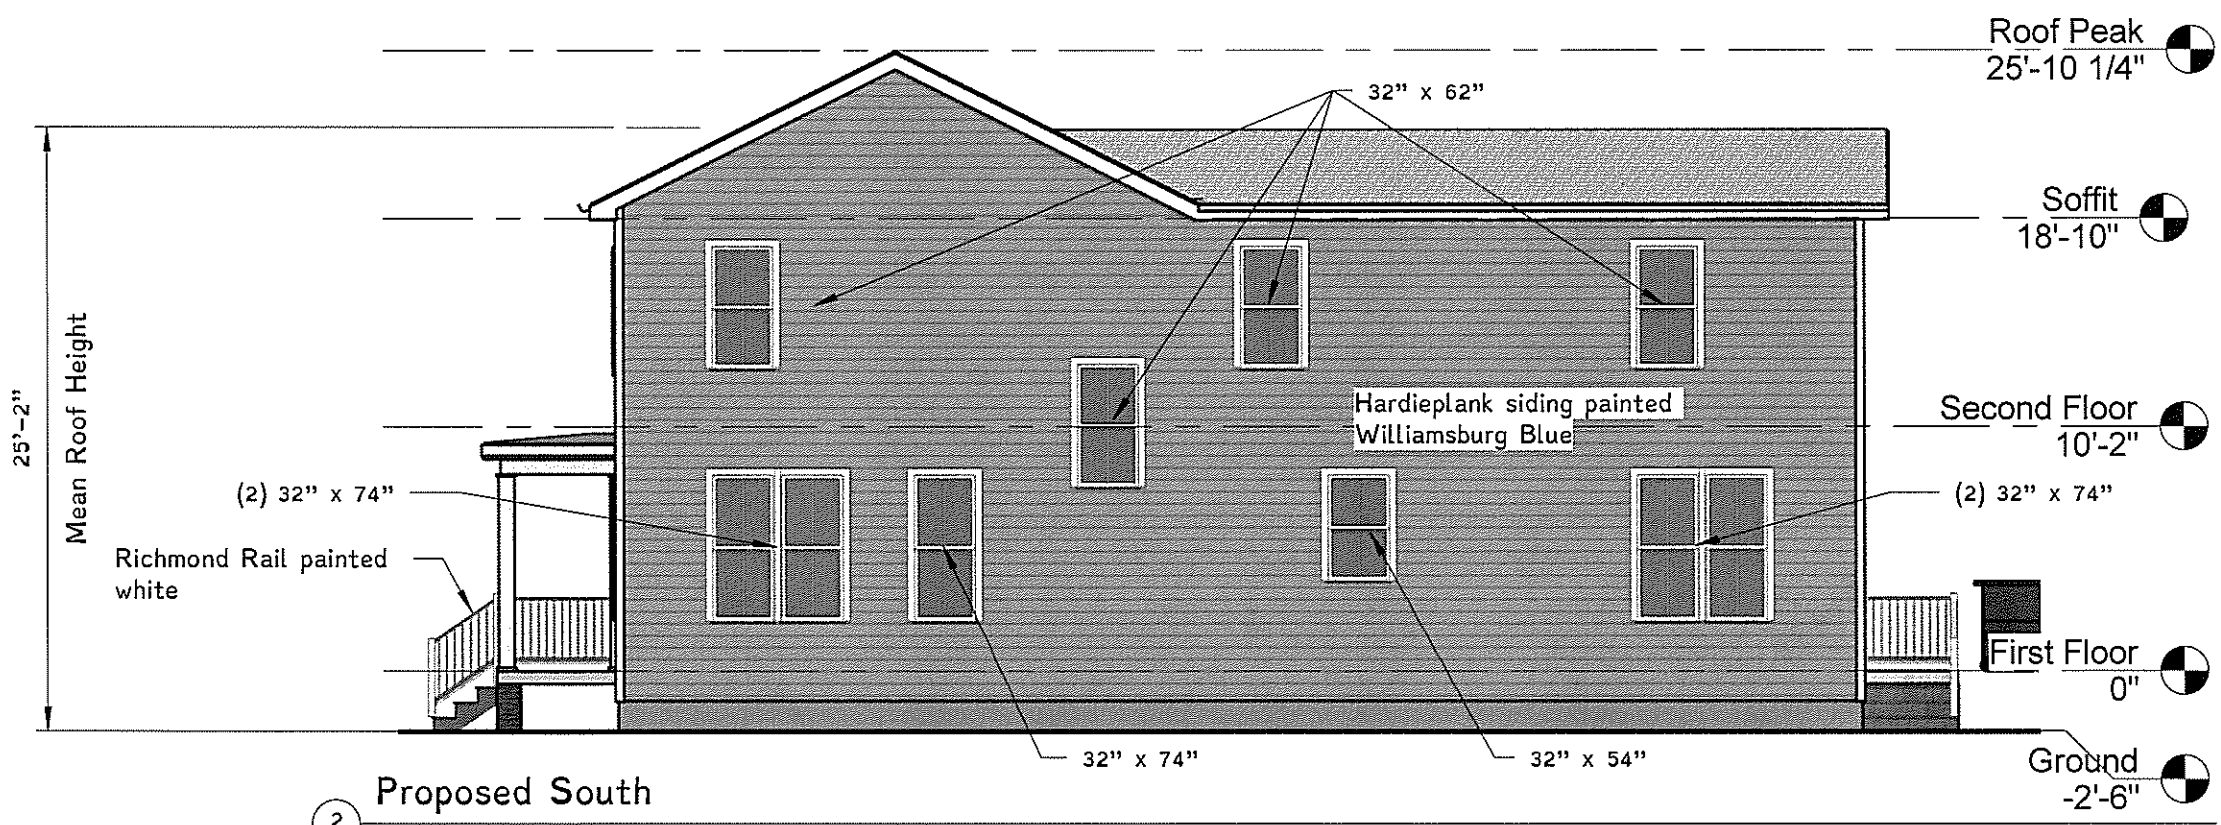 Roof Peak
25'-10 1/4"
32" x 62"
Soffit
18'-10"
25'-2"
Mean Roof Height
Hardieplank siding painted
Williamsburg Blue
Second Floor
10'-2"
(2) 32" x 74"
(2) 32" x 74"
Richmond Rail painted
white
First Floor
0"
32" x 74"
32" x 54"
Ground
-2'-6"
Proposed South
2